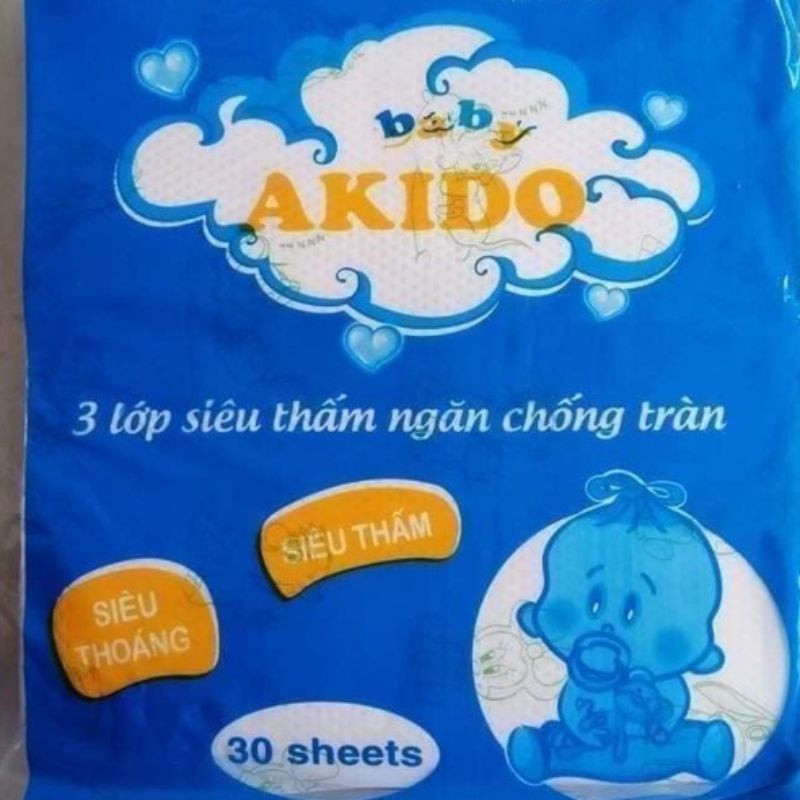 baby
AKIDO
3 lớp siêu thấm ngăn chống tràn
SIÊU THẤM
SIÊU
THOÁNG
30 sheets